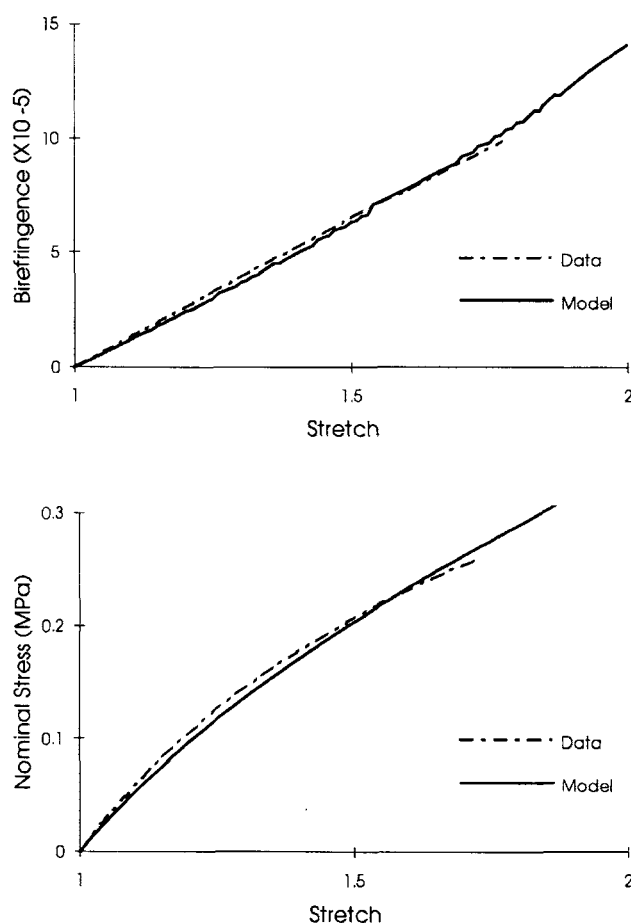 15
10
5
0
Birefringence (X10 -5)
Data
Model
1
1.5
2
Stretch
0.3
0.2
0.1
0
Nominal Stress (MPa)
Data
Model
1
1.5
2
Stretch